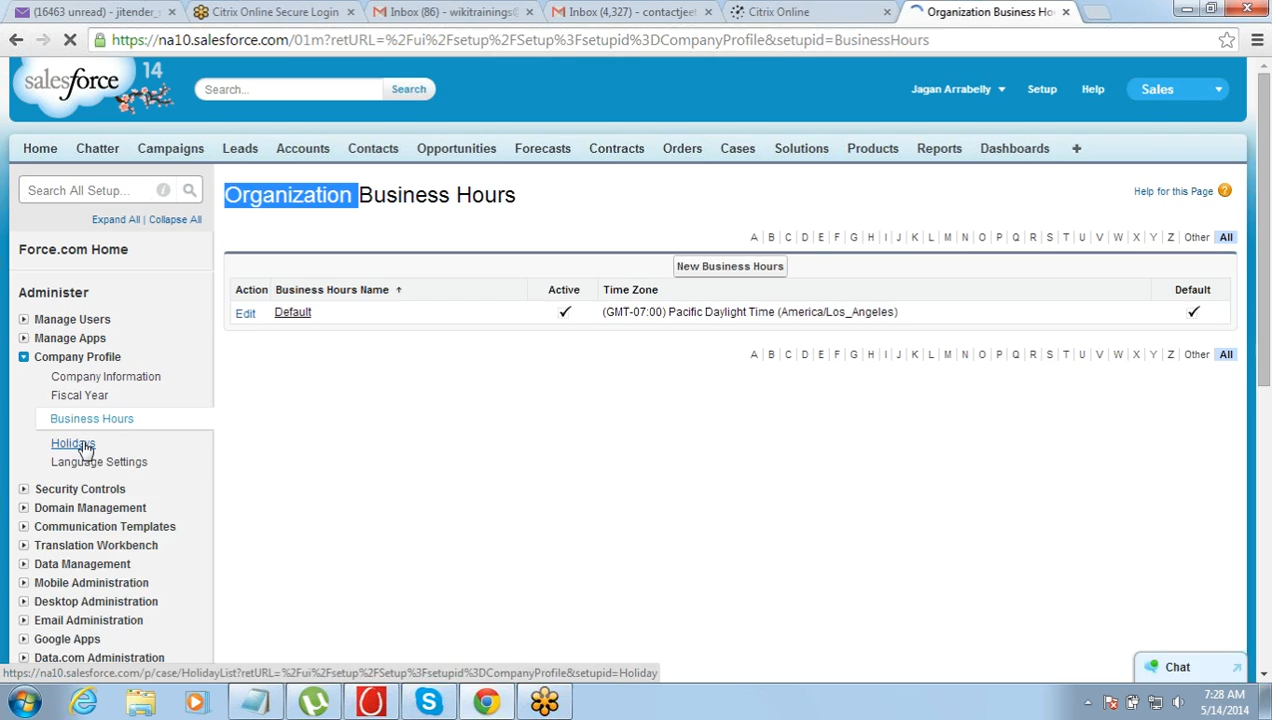 (16463 unread) - jitender_
Citrix Online Secure Login
Inbox (86) - wikitrainings@
Inbox (4,327) - contactjeet
Citrix Online
Organization Business Ho
https://na10.salesforce.com/01m?retURL=%2Fui%2Fsetup%2FSetup%3Fsetupid%3DCompanyProfile&setupid=BusinessHours
salesforce
14
Search...
Search
Jagan Arrabelly
Setup
Help
Sales
Home
Chatter
Campaigns
Leads
Accounts
Contacts
Opportunities
Forecasts
Contracts
Orders
Cases
Solutions
Products
Reports
Dashboards
+
Search All Setup...
Expand All | Collapse All
Force.com Home
Administer
Manage Users
Manage Apps
Company Profile
Company Information
Fiscal Year
Business Hours
Holidays
Language Settings
Security Controls
Domain Management
Communication Templates
Translation Workbench
Data Management
Mobile Administration
Desktop Administration
Email Administration
Google Apps
Data.com Administration
Organization Business Hours
Help for this Page ?
A B C D E F G H I J K L M N O P Q R S T U V W X Y Z Other All
New Business Hours
Action Business Hours Name Active Time Zone Default
Edit Default (GMT-07:00) Pacific Daylight Time (America/Los_Angeles)
A B C D E F G H I J K L M N O P Q R S T U V W X Y Z Other All
Chat
https://na10.salesforce.com/p/case/HolidayList?retURL=%2Fui%2Fsetup%2FSetup%3Fsetupid%3DCompanyProfile&setupid=Holiday
7:28 AM
5/14/2014